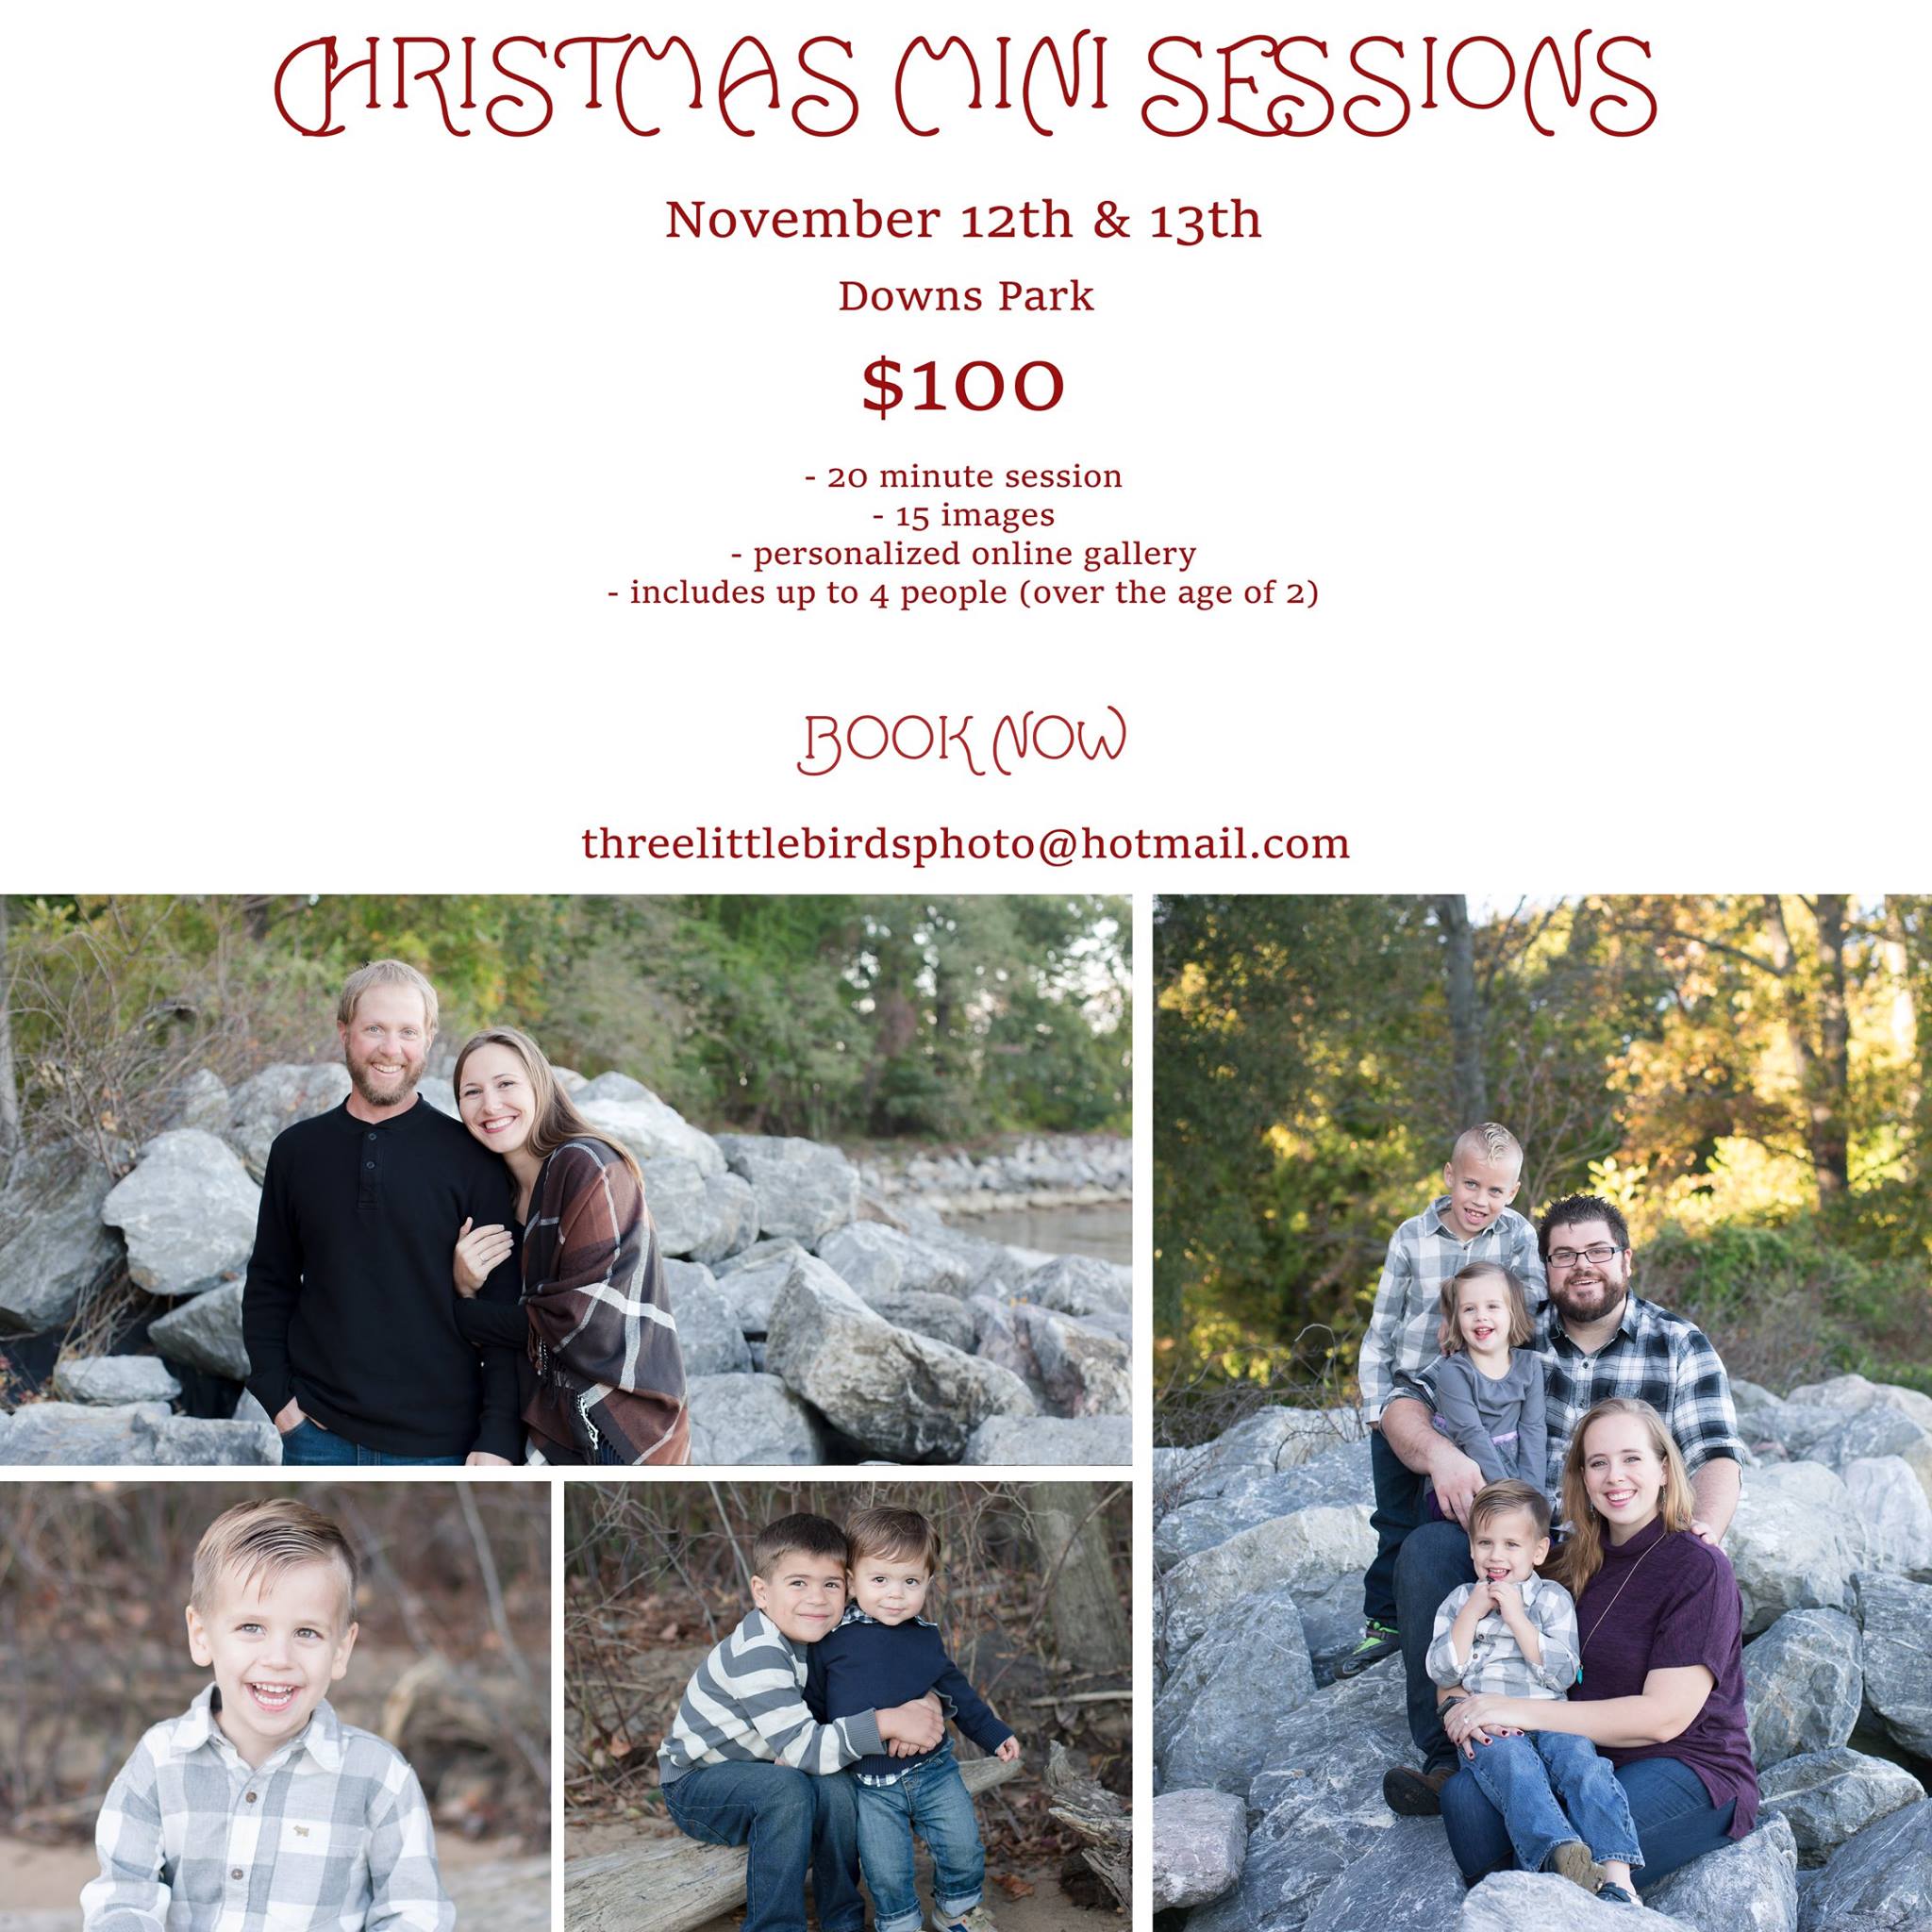 CHRISTMAS MINI SESSIONS
November 12th & 13th
Downs Park
$100
- 20 minute session
- 15 images
- personalized online gallery
- includes up to 4 people (over the age of 2)
BOOK NOW
threelittlebirdsphoto@hotmail.com